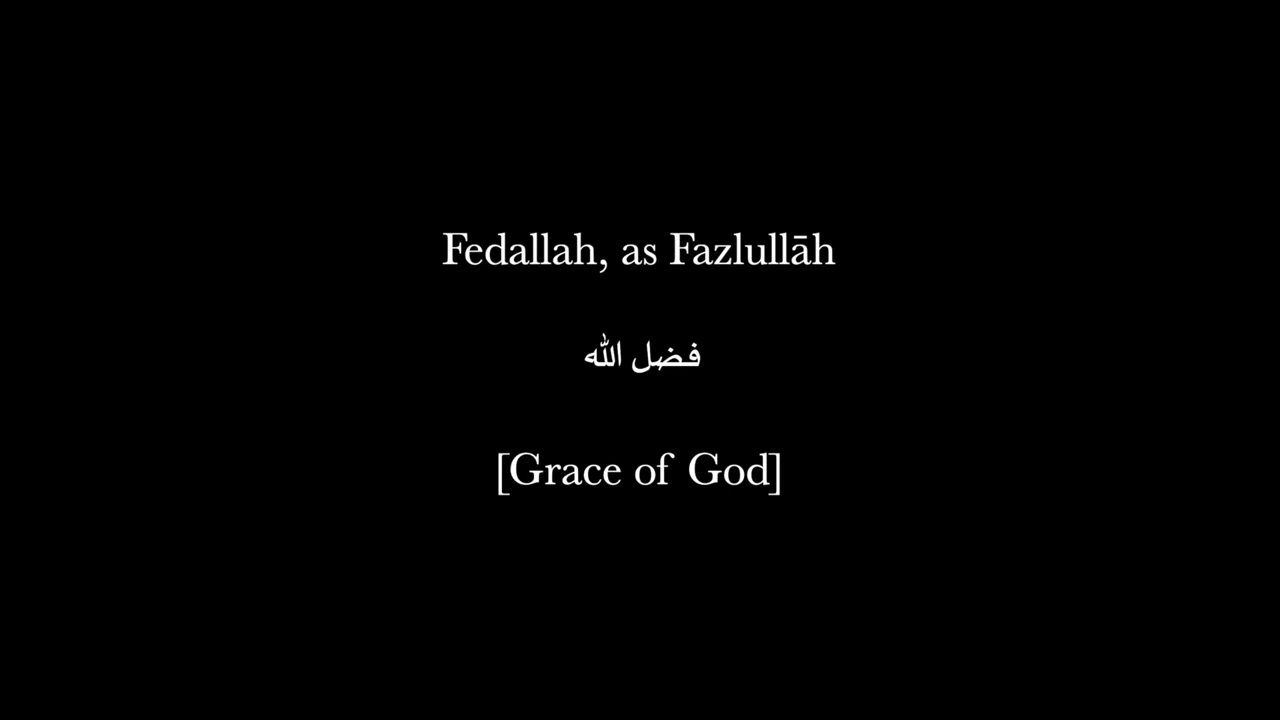 Fedallah, as Fazlullāh
فضل الله
[Grace of God]